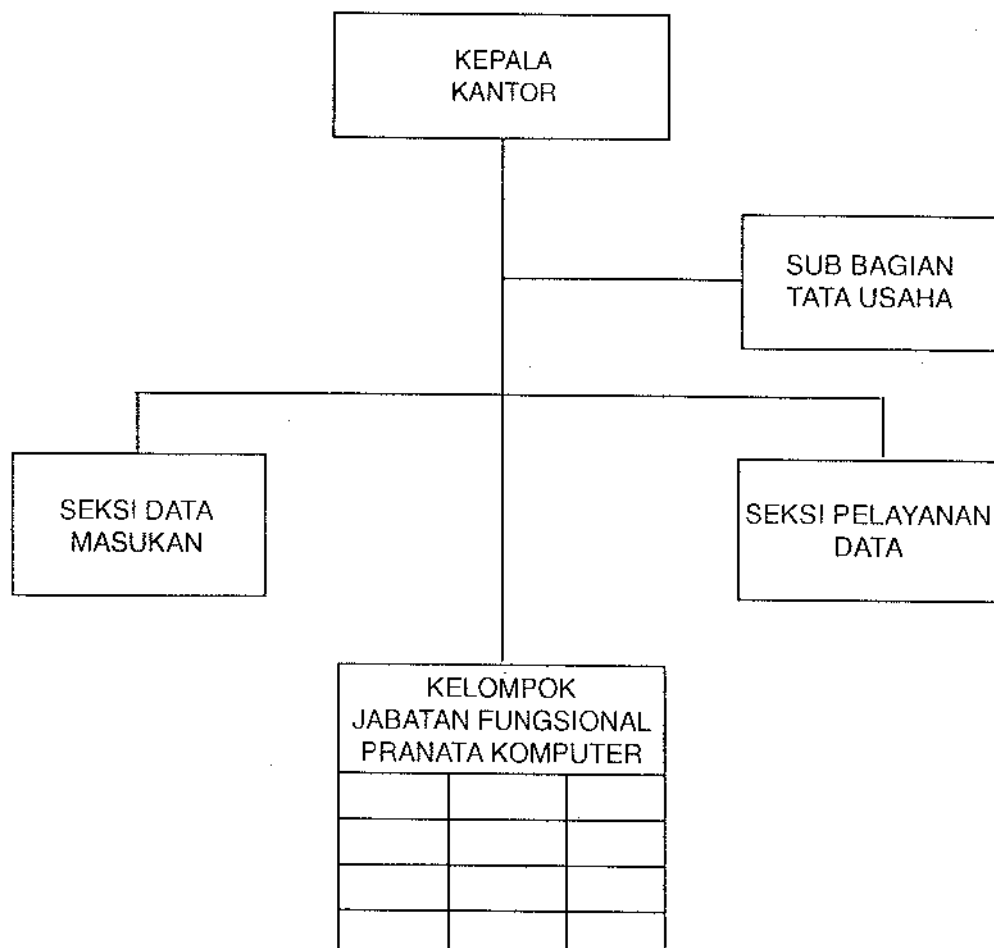 KEPALA
KANTOR
SUB BAGIAN
TATA USAHA
SEKSI DATA
MASUKAN
SEKSI PELAYANAN
DATA
KELOMPOK
JABATAN FUNGSIONAL
PRANATA KOMPUTER